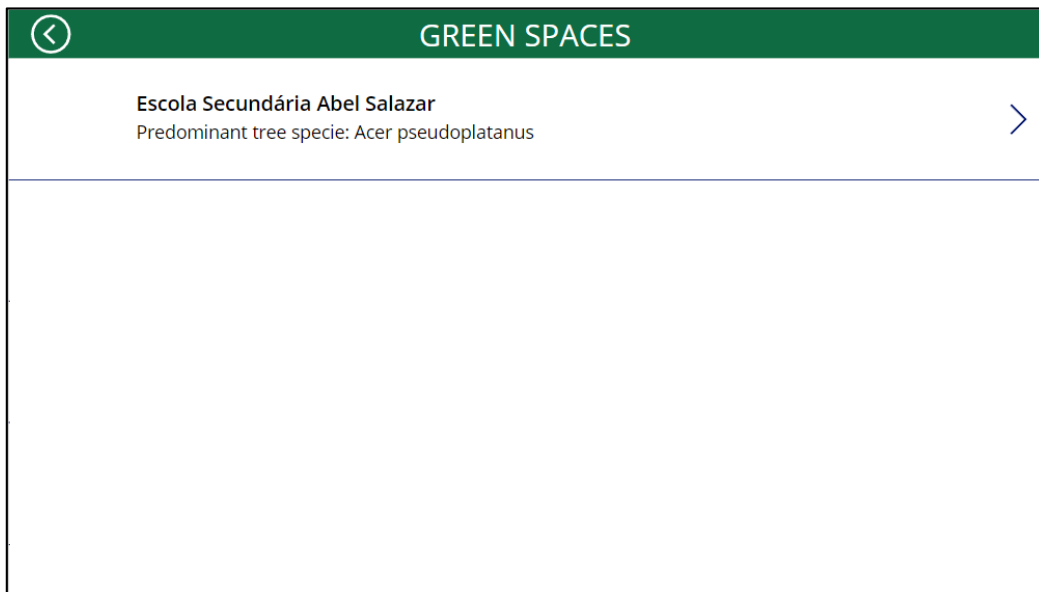 GREEN SPACES
Escola Secundária Abel Salazar
Predominant tree specie: Acer pseudoplatanus